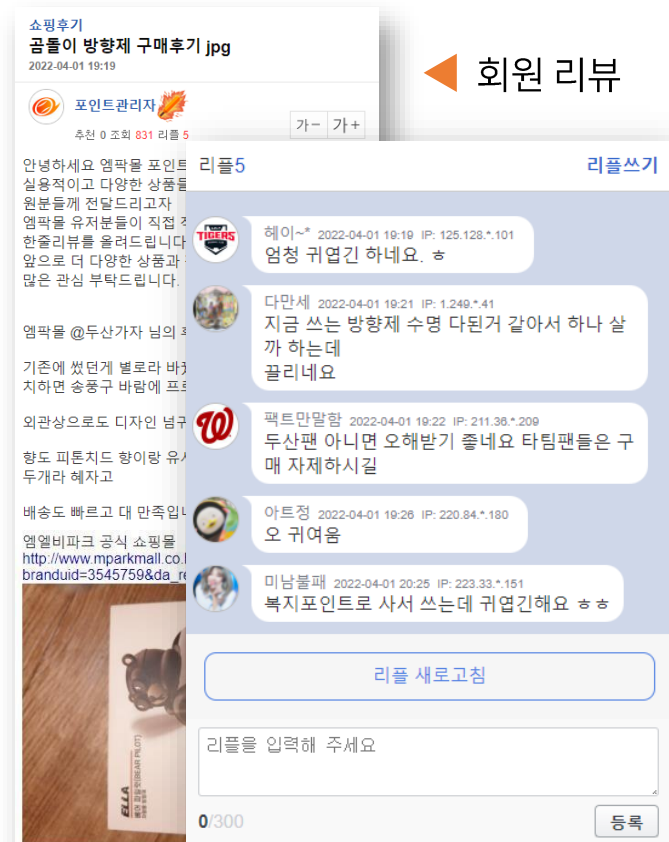 쇼핑후기
곰돌이 방향제 구매후기 jpg
2022-04-01 19:19
포인트관리자
추천 0 조회 831 리플 5
가- 가+
안녕하세요 엠팍몰 포인트
실용적이고 다양한 상품들
원분들께 전달드리고자
엠팍몰 유저분들이 직접
한줄리뷰를 올려드립니다
앞으로 더 다양한 상품과
많은 관심 부탁드립니다.
엠팍몰 @두산가자 님의
기존에 썼던게 별로라
치하면 송풍구 바람에
외관상으로도 디자인 넘
향도 피톤치드 향이랑
두개라 혜자고
배송도 빠르고 대 만족입니
엠엘비파크 공식 쇼핑몰
http://www.mparkmall.co.
branduid=3545759&da_re
ELLA
베어 파일럿(BEAR PILOT)
◀ 회원 리뷰
리플5
리플쓰기
TIGERS
헤이~* 2022-04-01 19:19 IP: 125.128.*.101
엄청 귀엽긴 하네요. ㅎ
다만세 2022-04-01 19:21 IP: 1.249.*.41
지금 쓰는 방향제 수명 다된거 같아서 하나 살
까 하는데
끌리네요
W
팩트만말함 2022-04-01 19:22 IP: 211.36.*.209
두산팬 아니면 오해받기 좋네요 타팀팬들은 구
매 자제하시길
아트정 2022-04-01 19:26 IP: 220.84.*.180
오 귀여움
미남불패 2022-04-01 20:25 IP: 223.33.*.151
복지포인트로 사서 쓰는데 귀엽긴해요 ㅎㅎ
리플 새로고침
리플을 입력해 주세요
0/300
등록